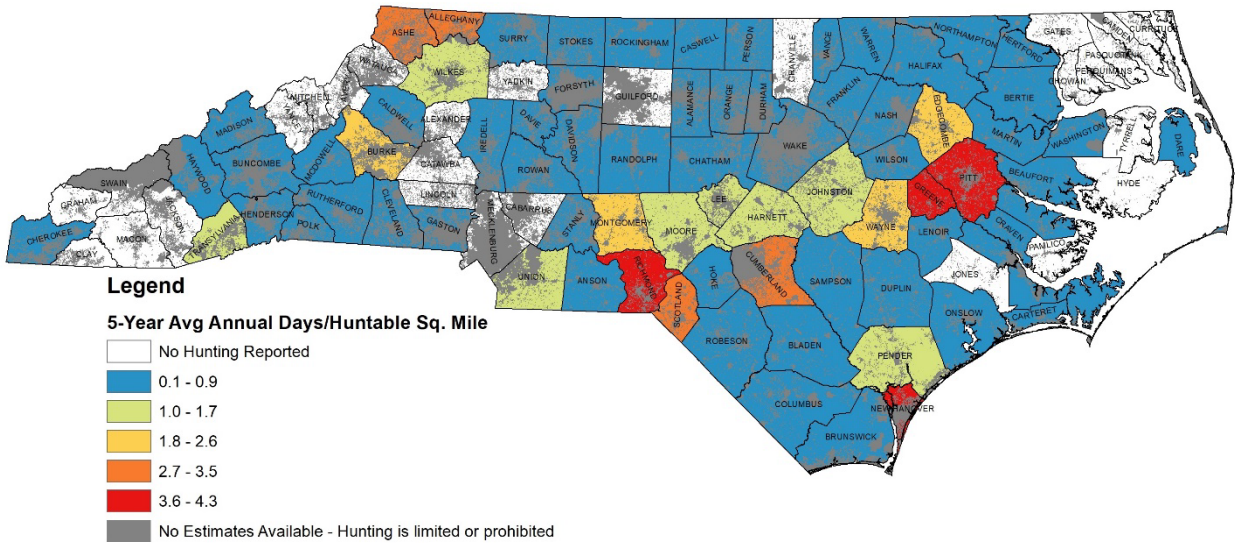 ALLEGHANY
ASHE
SURRY
STOKES
ROCKINGHAM
CASWELL
PERSON
GRANVILLE
VANCE
WARREN
NORTHAMPTON
HERTFORD
GATES
CAMDEN
CURRITUCK
PASQUOTANK
PERQUIMANS
CHOWAN
HALIFAX
BERTIE
WATAUGA
WILKES
YADKIN
FORSYTH
GUILFORD
ALAMANCE
ORANGE
DURHAM
FRANKLIN
NASH
EDGECOMBE
MARTIN
WASHINGTON
TYRRELL
DARE
MITCHELL
AVERY
CALDWELL
ALEXANDER
MADISON
IREDELL
DAVIE
DAVIDSON
RANDOLPH
CHATHAM
WAKE
WILSON
PITT
BEAUFORT
HYDE
HAYWOOD
BUNCOMBE
MCDOWELL
BURKE
CATAWBA
ROWAN
SWAIN
GRAHAM
JACKSON
RUTHERFORD
LINCOLN
CABARRUS
STANLY
MONTGOMERY
MOORE
LEE
HARNETT
JOHNSTON
WAYNE
GREENE
LENOIR
CRAVEN
PAMLICO
CHEROKEE
CLAY
MACON
TRANSYLVANIA
HENDERSON
POLK
CLEVELAND
GASTON
MECKLENBURG
UNION
ANSON
RICHMOND
SCOTLAND
HOKE
CUMBERLAND
SAMPSON
DUPLIN
JONES
ONSLOW
CARTERET
ROBESON
BLADEN
PENDER
COLUMBUS
BRUNSWICK
NEW HANOVER
Legend
5-Year Avg Annual Days/Huntable Sq. Mile
No Hunting Reported
0.1 - 0.9
1.0 - 1.7
1.8 - 2.6
2.7 - 3.5
3.6 - 4.3
No Estimates Available - Hunting is limited or prohibited